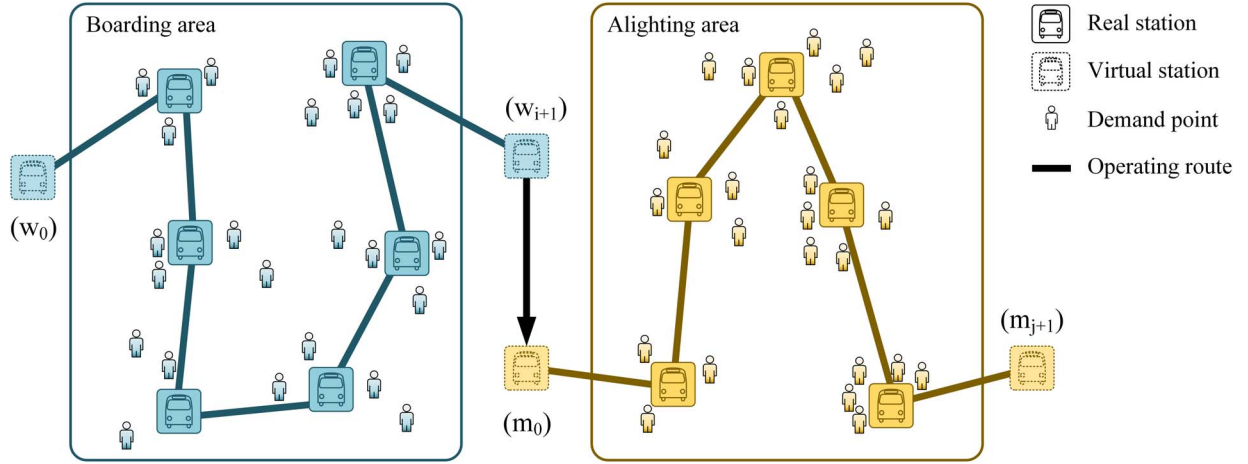 Boarding area
Alighting area
Real station
Virtual station
Demand point
Operating route
(w₀)
(wᵢ₊₁)
(m₀)
(mⱼ₊₁)